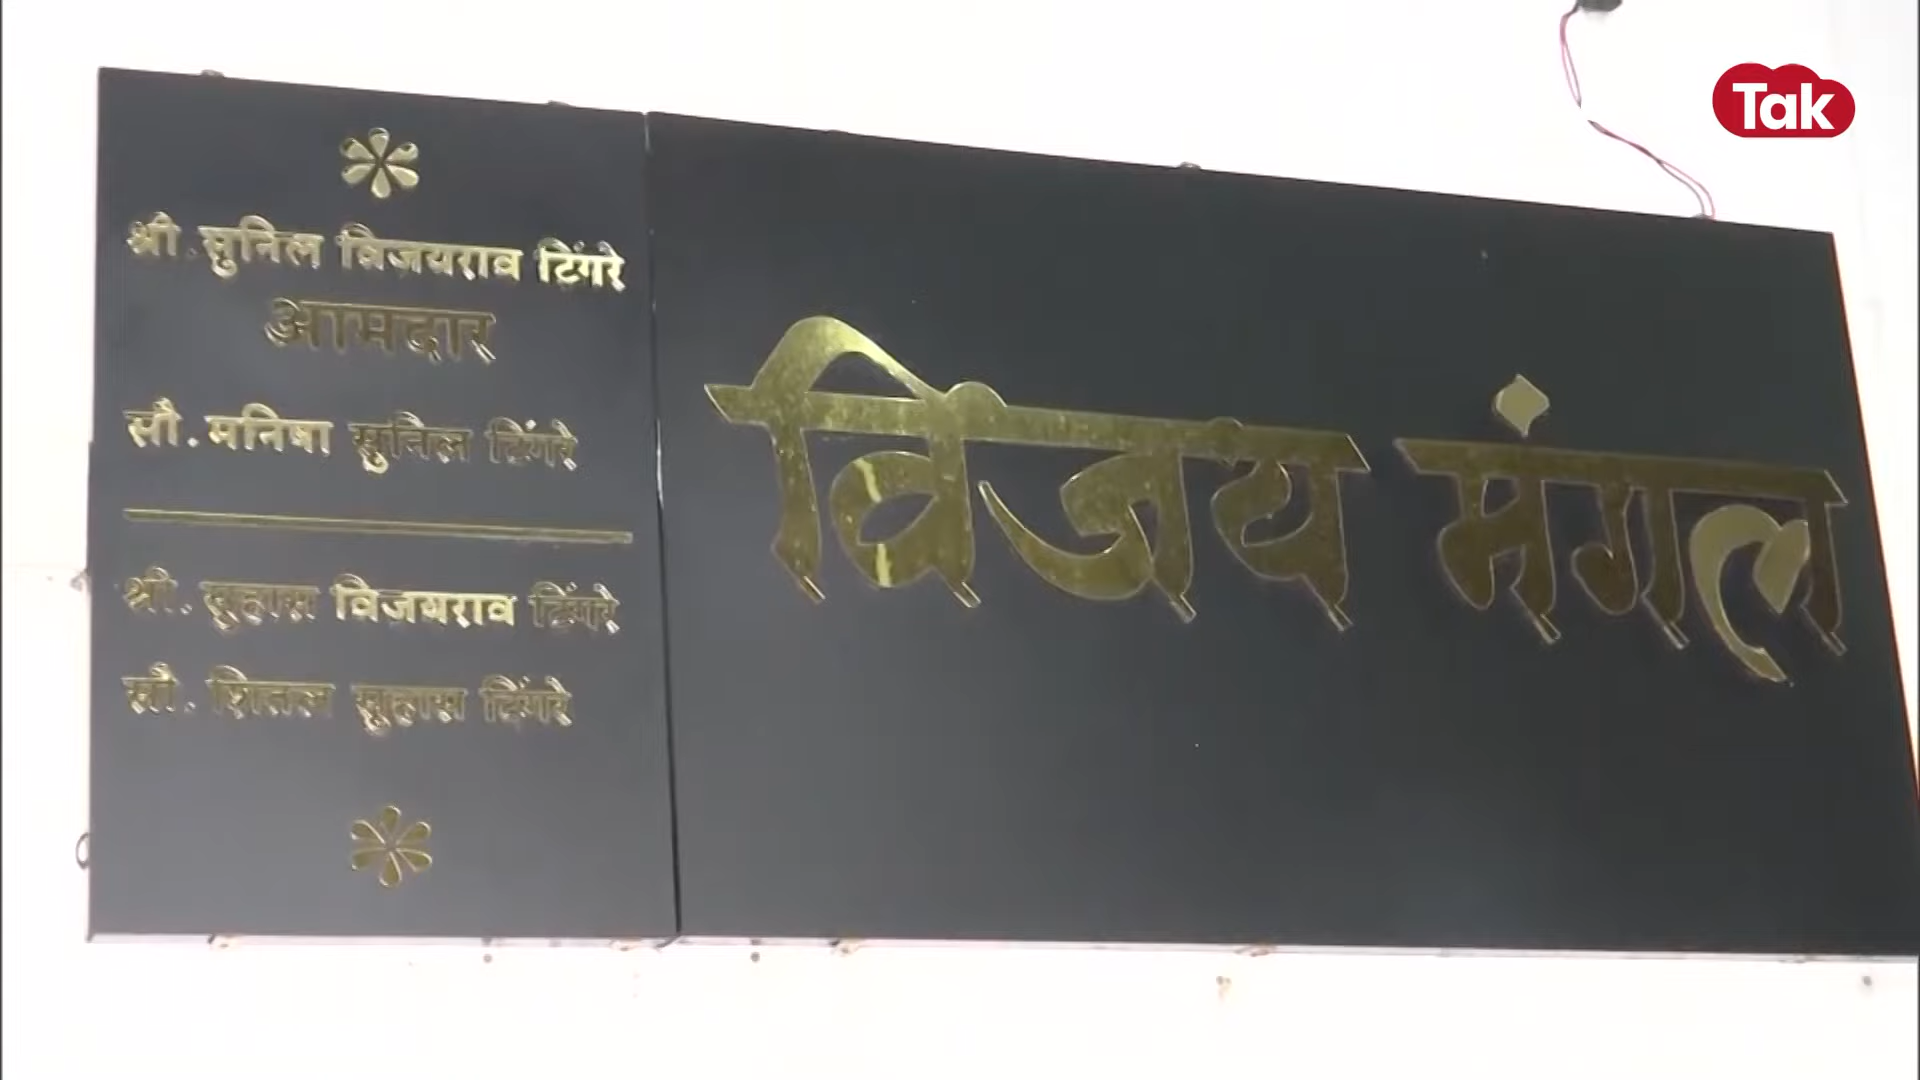 श्री. सुनिल विजयराव टिंगरे
आमदार
सौ. मनिषा सुनिल टिंगरे
श्री. सुहास विजयराव टिंगरे
सौ. शितल सुहास टिंगरे
विजय मंगल
Tak